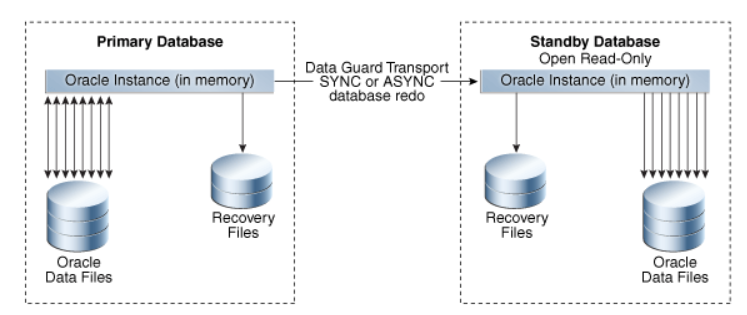 Primary Database
Oracle Instance (in memory)
Recovery
Files
Oracle
Data Files
Data Guard Transport
SYNC or ASYNC
database redo
Standby Database
Open Read-Only
Oracle Instance (in memory)
Recovery
Files
Oracle
Data Files